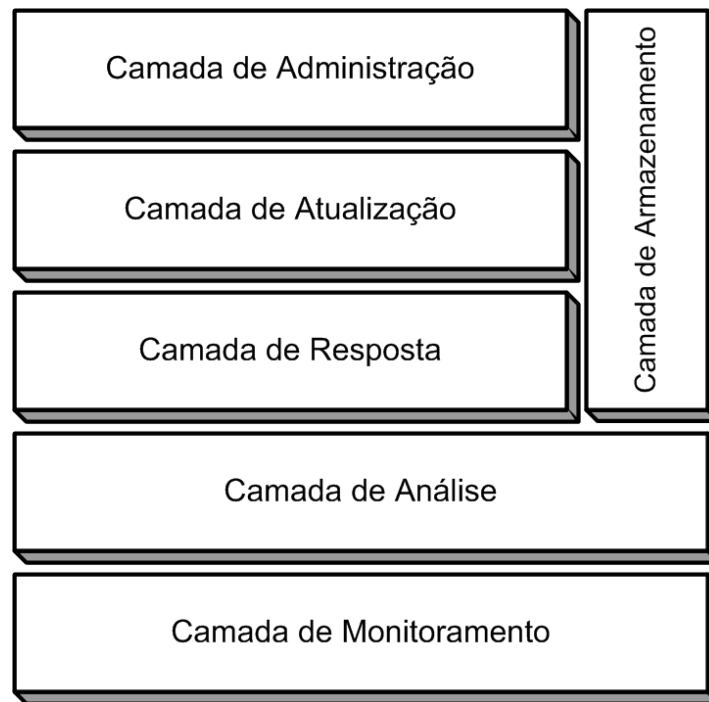 Camada de Administração
Camada de Atualização
Camada de Resposta
Camada de Armazenamento
Camada de Análise
Camada de Monitoramento